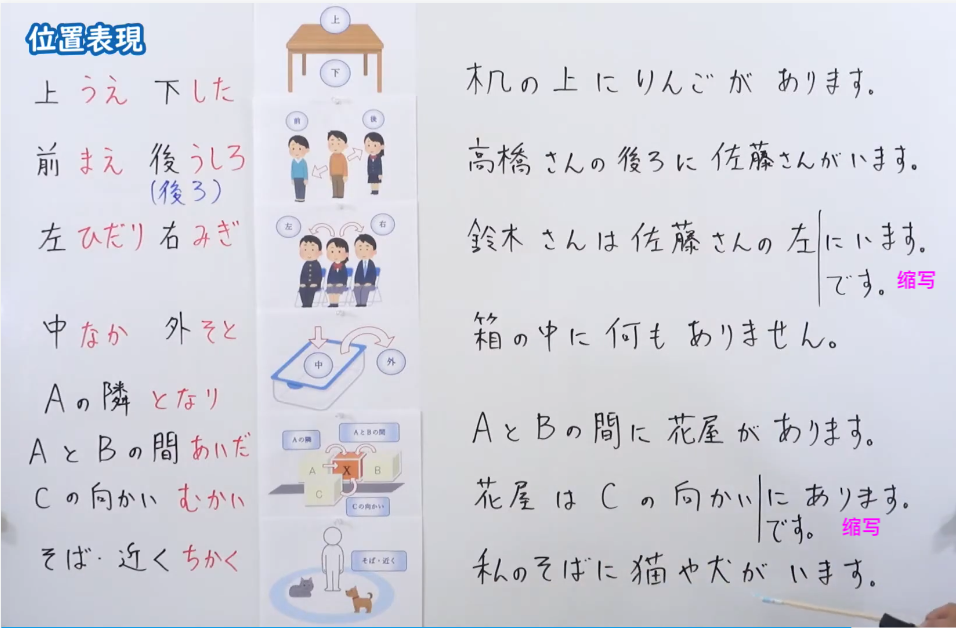 位置表現
上 うえ 下 した
前 まえ 後 うしろ
(後ろ)
左 ひだり 右 みぎ
中 なか 外 そと
Aの隣 となり
AとBの間 あいだ
Cの向かい むかい
そば・近く ちかく
上
下
前
後
左
右
中
外
Aの隣
AとBの間
A
X
B
C
Cの向かい
そば・近く
机の上にりんごがあります。
高橋さんの後ろに佐藤さんがいます。
鈴木さんは佐藤さんの左にいます。
です。缩写
箱の中に何もありません。
AとBの間に花屋があります。
花屋はCの向かいにあります。
です。缩写
私のそばに猫や犬がいます。